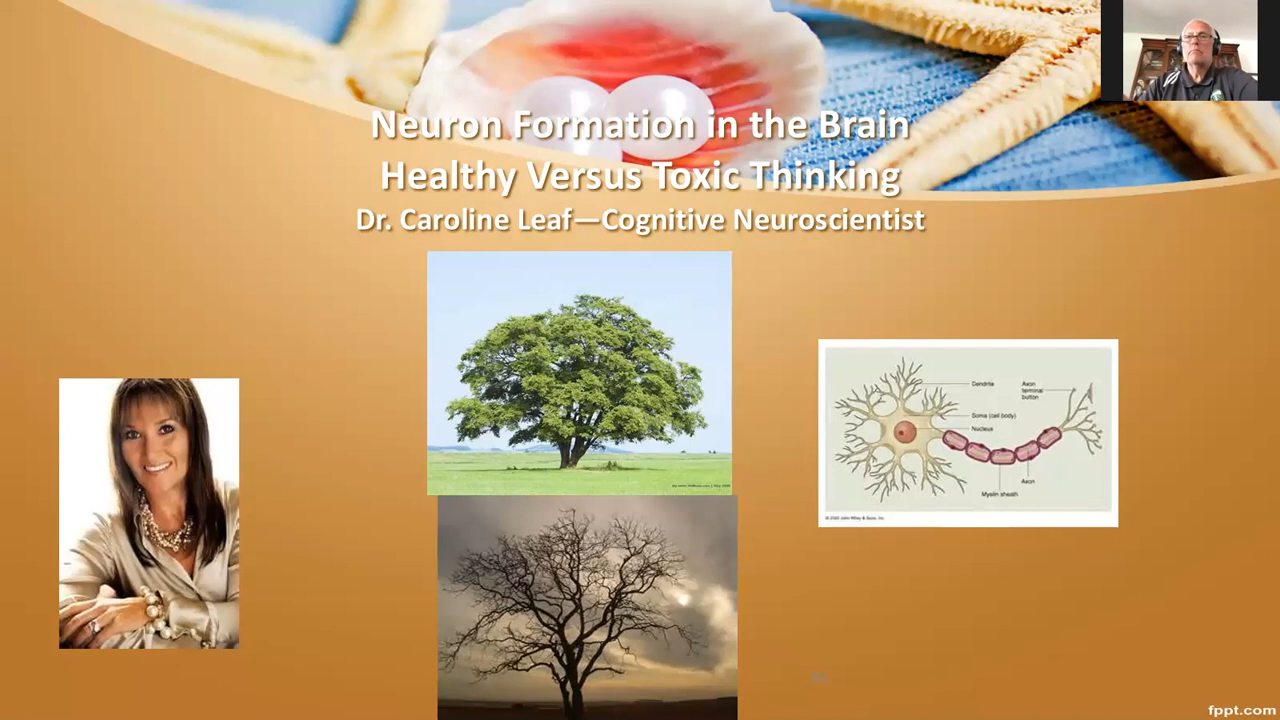 Neuron Formation in the Brain
Healthy Versus Toxic Thinking
Dr. Caroline Leaf—Cognitive Neuroscientist
Dendrite
Axon
terminal
button
Soma (cell body)
Nucleus
Axon
Myelin sheath
fppt.com